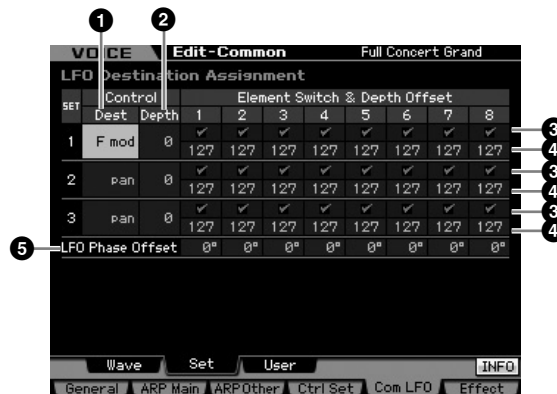 1 2
VOICE Edit-Common Full Concert Grand
LFO Destination Assignment
SET Control Element Switch & Depth Offset
Dest Depth 1 2 3 4 5 6 7 8
✓ ✓ ✓ ✓ ✓ ✓ ✓ ✓ 3
1 F mod 0 127 127 127 127 127 127 127 127 4
✓ ✓ ✓ ✓ ✓ ✓ ✓ ✓ 3
2 pan 0 127 127 127 127 127 127 127 127 4
✓ ✓ ✓ ✓ ✓ ✓ ✓ ✓ 3
3 pan 0 127 127 127 127 127 127 127 127 4
5 LFO Phase Offset 0° 0° 0° 0° 0° 0° 0° 0°
Wave Set User INFO
General ARP Main ARP Other Ctrl Set Com LFO Effect